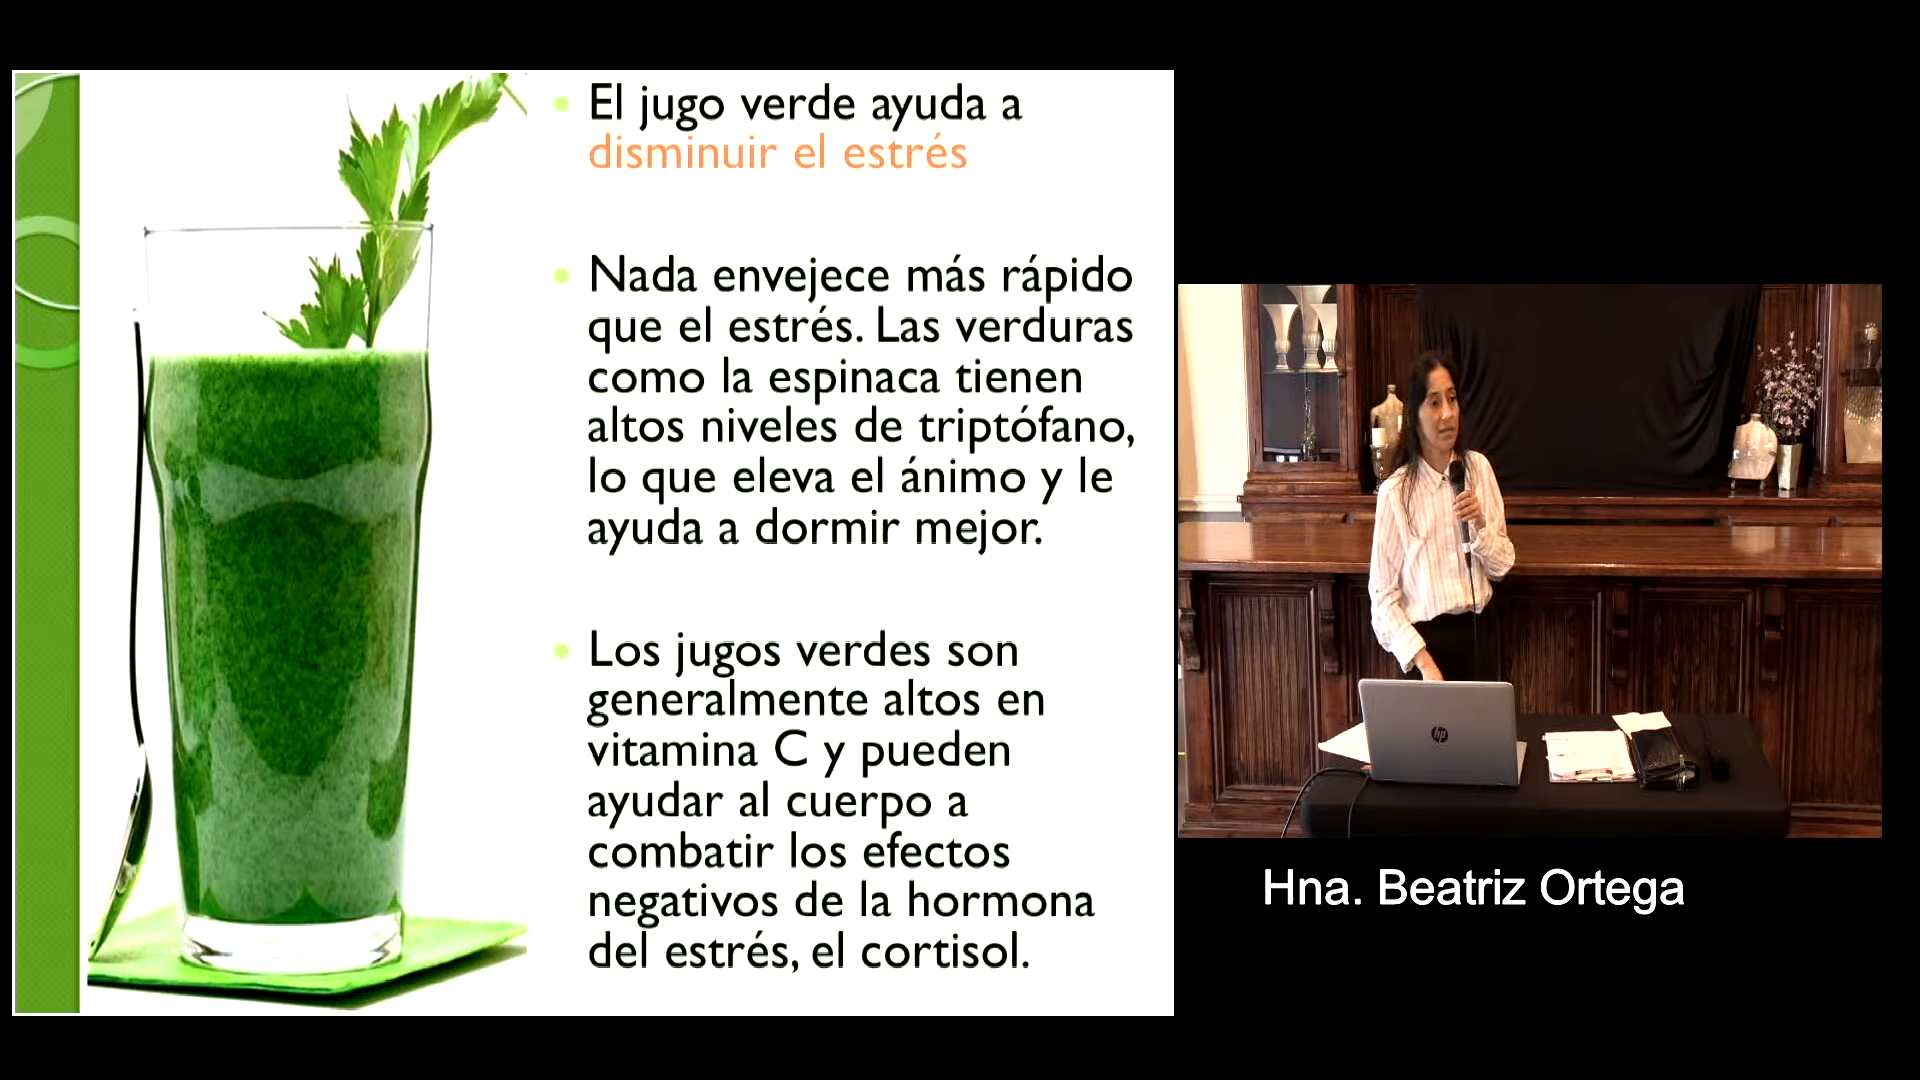 El jugo verde ayuda a
disminuir el estrés
Nada envejece más rápido
que el estrés. Las verduras
como la espinaca tienen
altos niveles de triptófano,
lo que eleva el ánimo y le
ayuda a dormir mejor.
Los jugos verdes son
generalmente altos en
vitamina C y pueden
ayudar al cuerpo a
combatir los efectos
negativos de la hormona
del estrés, el cortisol.
hp
Hna. Beatriz Ortega